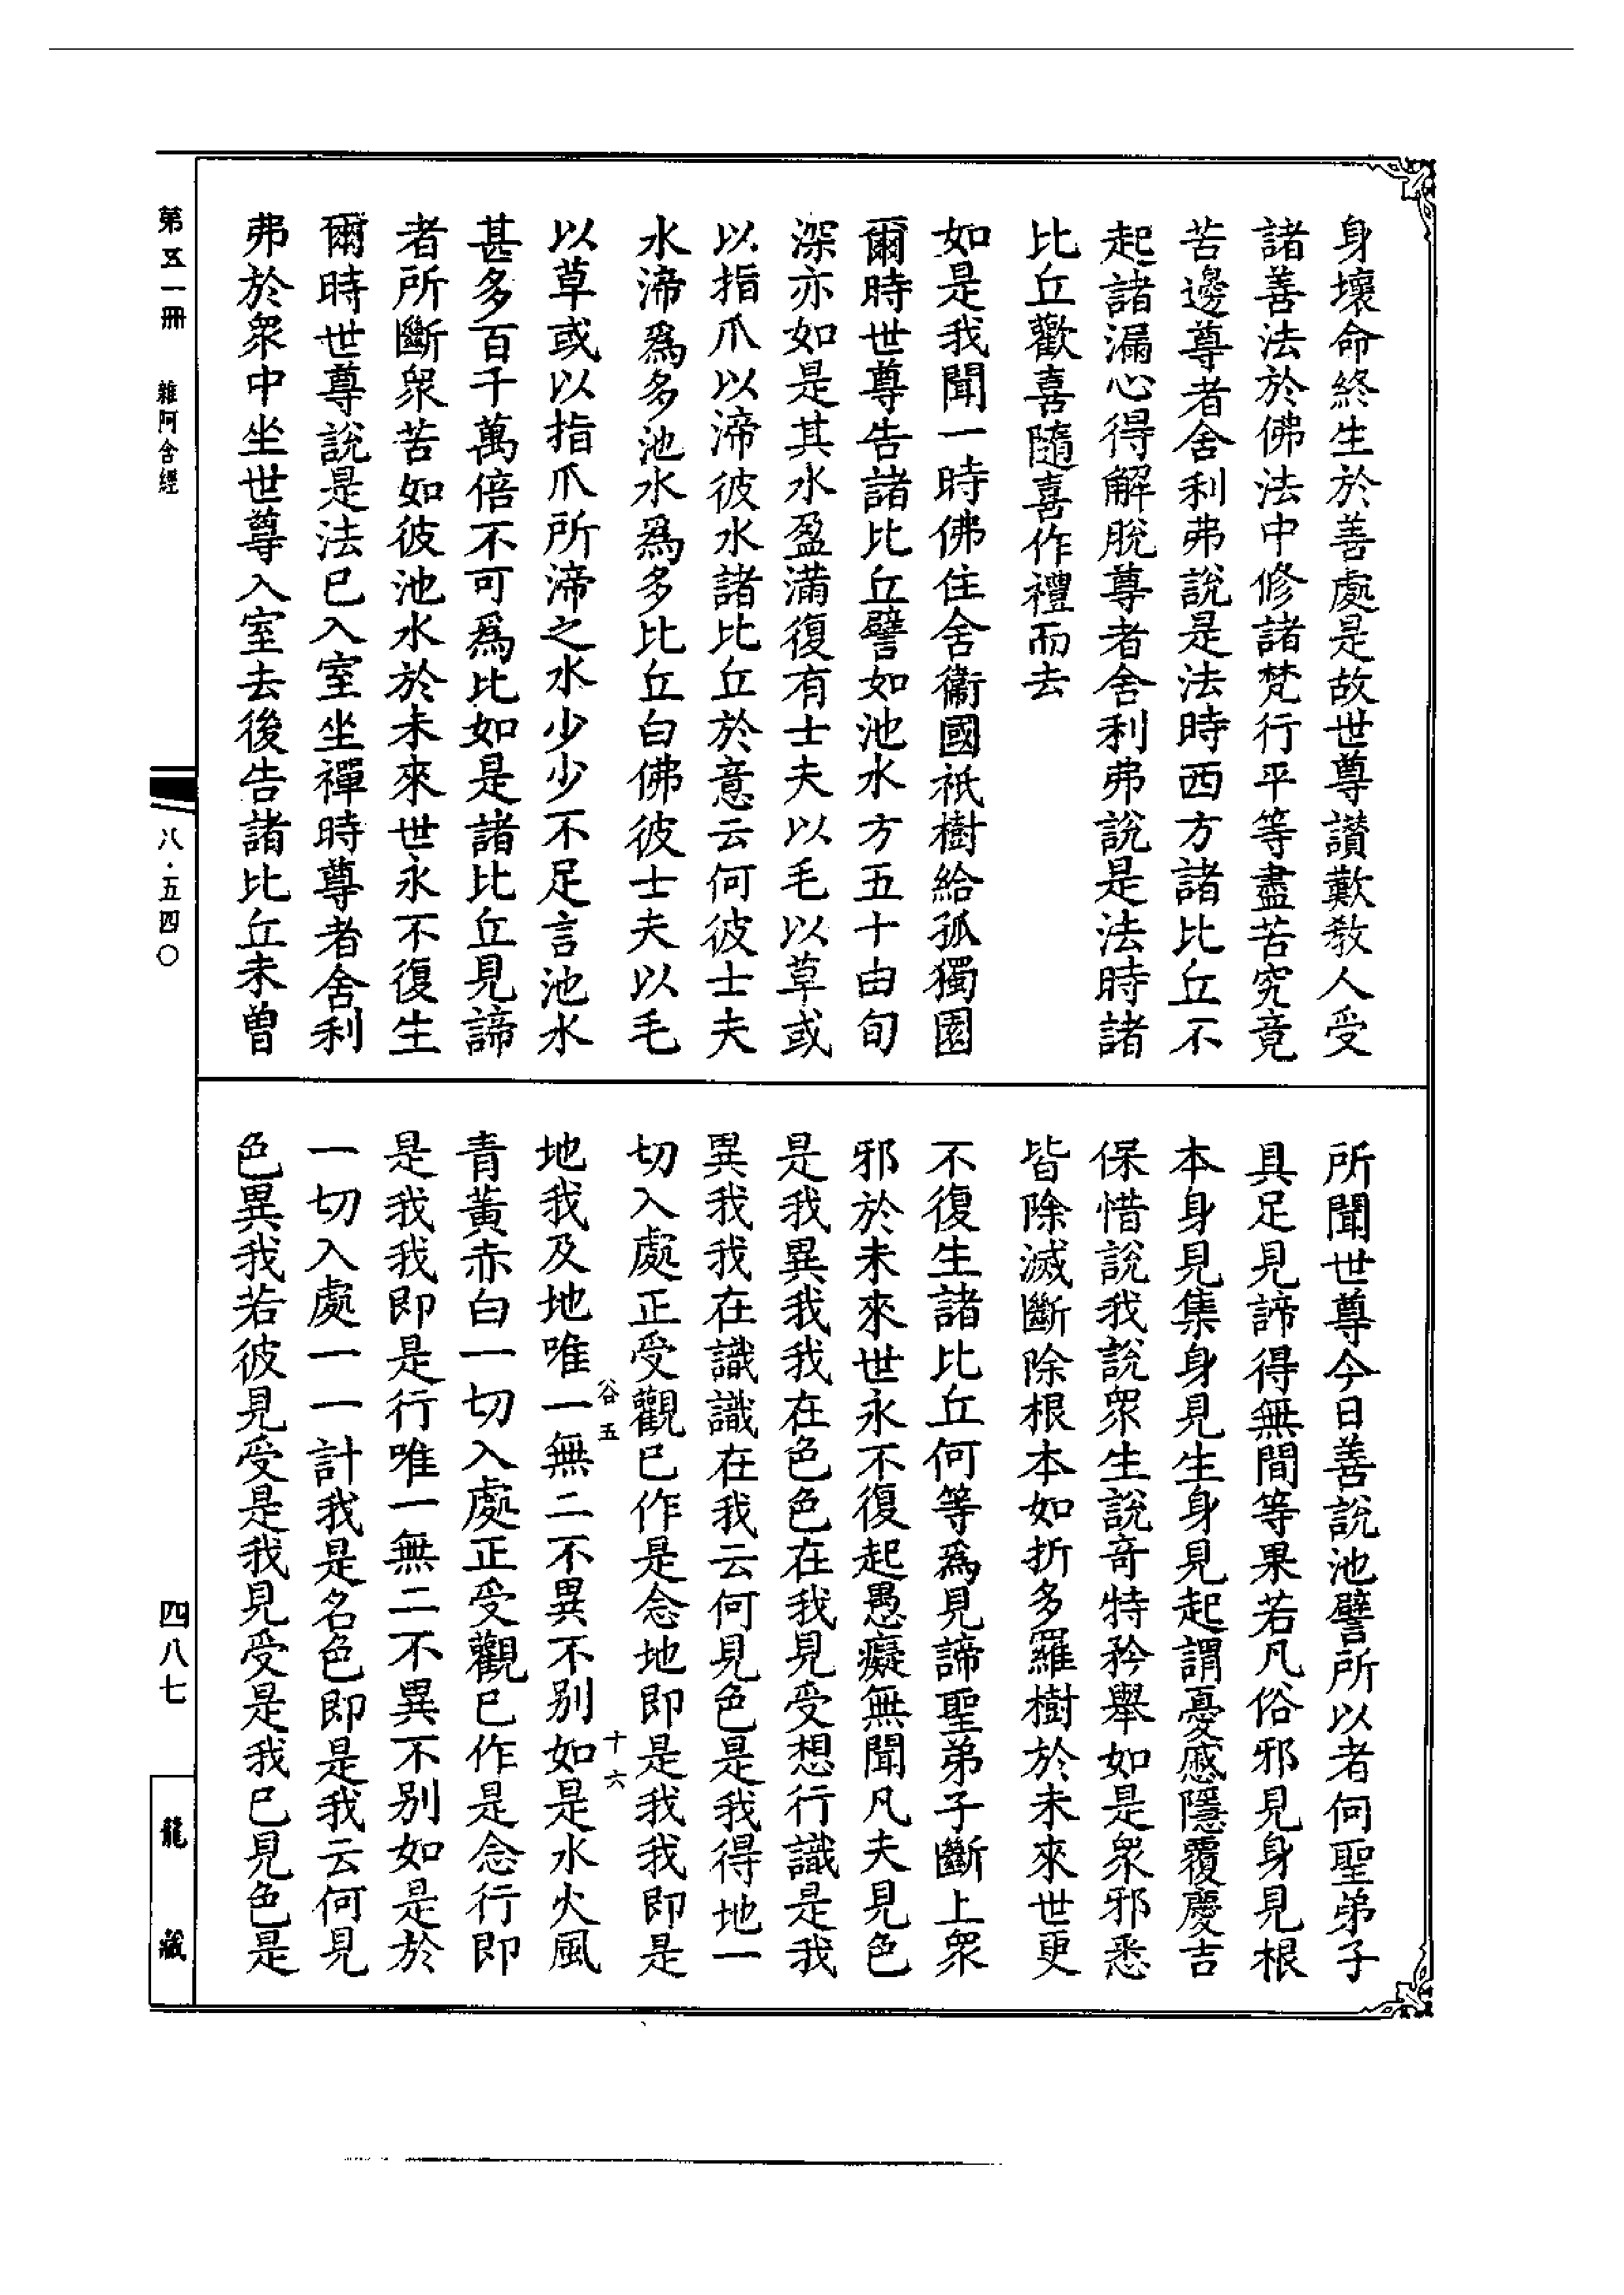 身壞命終生於善處是故世尊讃歎教人受
諸善法於佛法中修諸梵行平等盡苦究竟
苦邊尊者舍利弗說是法時西方諸比丘不
起諸漏心得解脫尊者舍利弗說是法時諸
比丘歡喜隨喜作禮而去
如是我聞一時佛住舍衞國祇樹給孤獨園
爾時世尊告諸比丘譬如池水方五十由旬
深亦如是其水盈滿復有士夫以毛以草或
以指爪以渧彼水諸比丘於意云何彼士夫
水渧爲多池水爲多比丘白佛彼士夫以毛
以草或以指爪所渧之水少少不足言池水
甚多百千萬倍不可爲比如是諸比丘見諦
者所斷衆苦如彼池水於未來世永不復生
爾時世尊說是法已入室坐禪時尊者舍利
弗於衆中坐世尊入室去後告諸比丘未曾
所聞世尊今日善說池譬所以者何聖弟子
具足見諦得無間等果若凡俗邪見身見根
本身見集身見生身見起謂憂慼隱覆慶吉
保惜說我說衆生說奇特矜舉如是衆邪悉
皆除滅斷除根本如折多羅樹於未來世更
不復生諸比丘何等爲見諦聖弟子斷上衆
邪於未來世永不復起愚癡無聞凡夫見色
是我異我我在色色在我見受想行識是我
異我我在識識在我云何見色是我得地一
切入處正受觀已作是念地即是我我即是
谷五
十六
地我及地唯一無二不異不别如是水火風
青黃赤白一切入處正受觀已作是念行即
是我我即是行唯一無二不異不别如是於
一切入處一一計我是名色即是我云何見
色異我若彼見受是我見受是我已見色是
第五一冊
雜阿含經
八·五四〇
四八七
龍藏